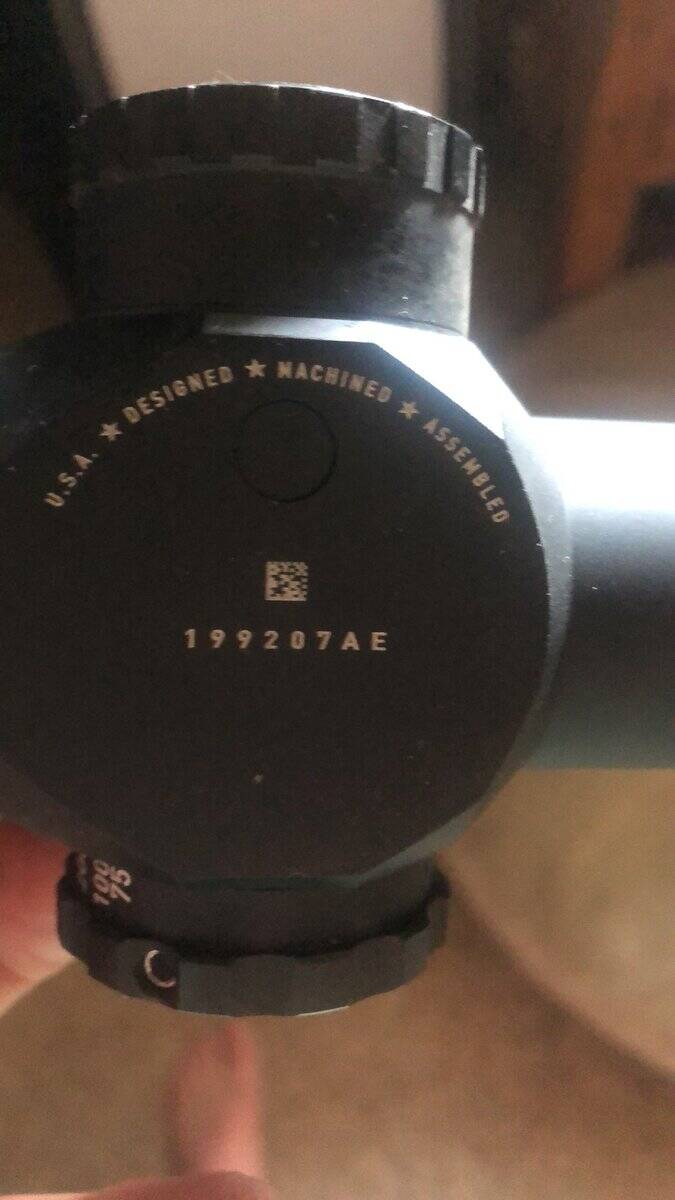 U.S.A. ★ DESIGNED ★ MACHINED ★ ASSEMBLED
199207AE
100
75